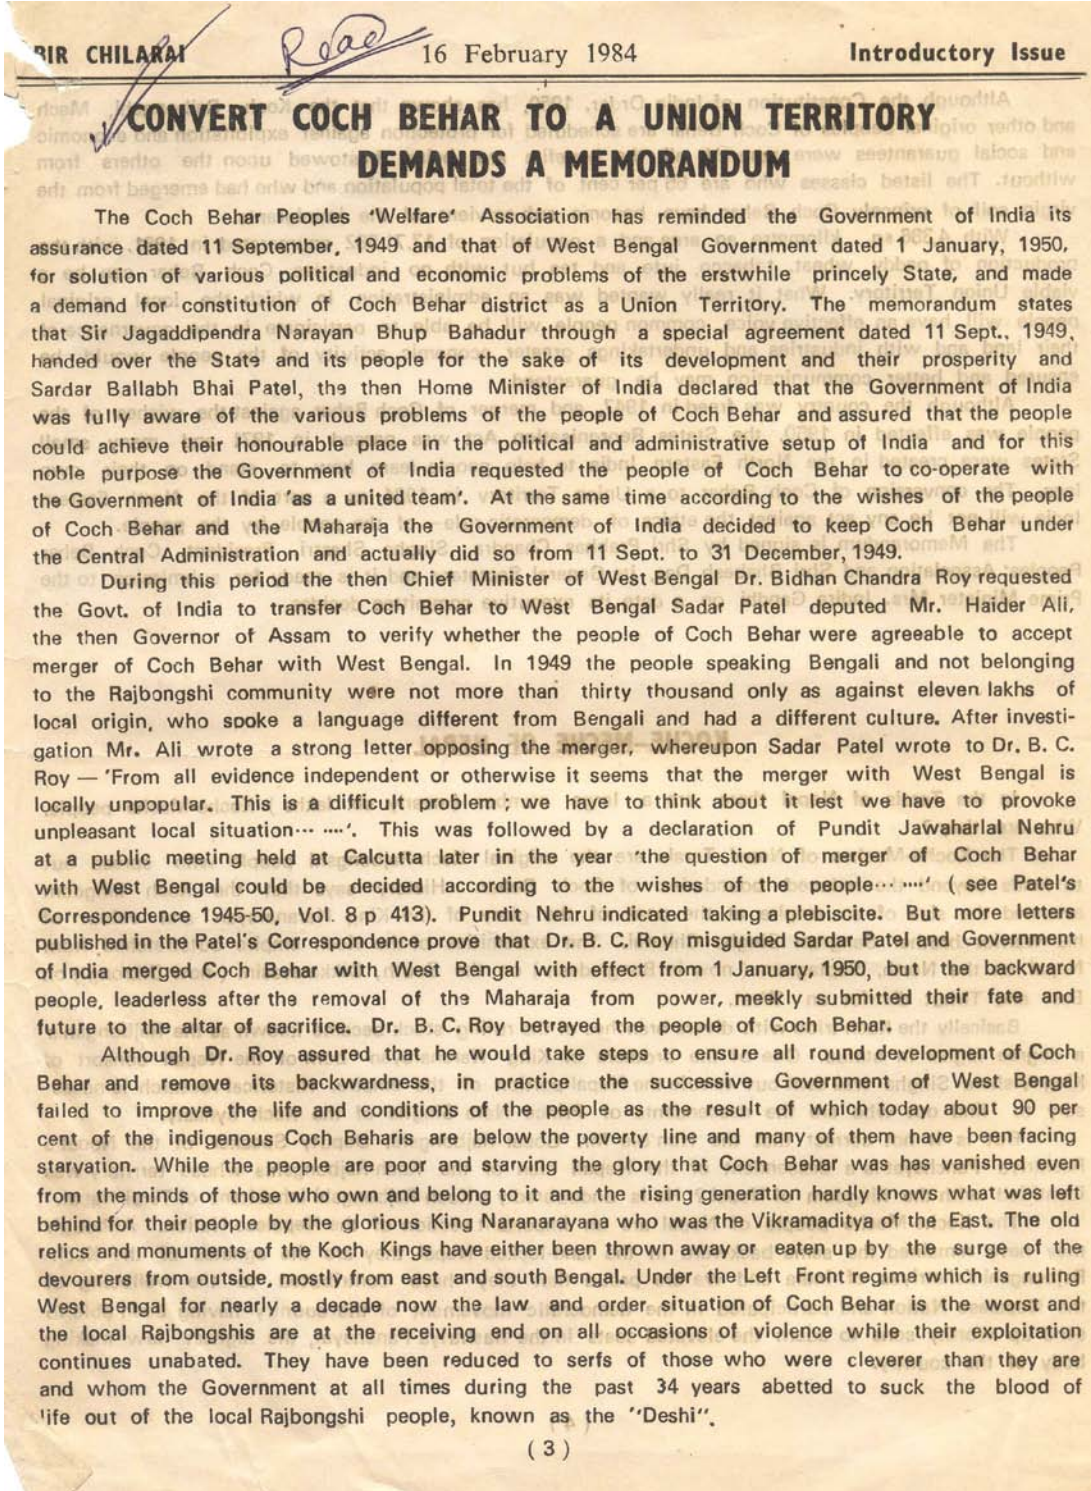 BIR CHILARAI Read 16 February 1984 Introductory Issue
CONVERT COCH BEHAR TO A UNION TERRITORY
DEMANDS A MEMORANDUM
The Coch Behar Peoples 'Welfare' Association has reminded the Government of India its
assurance dated 11 September, 1949 and that of West Bengal Government dated 1 January, 1950,
for solution of various political and economic problems of the erstwhile princely State, and made
a demand for constitution of Coch Behar district as a Union Territory. The memorandum states
that Sir Jagaddipendra Narayan Bhup Bahadur through a special agreement dated 11 Sept., 1949,
handed over the State and its people for the sake of its development and their prosperity and
Sardar Ballabh Bhai Patel, the then Home Minister of India declared that the Government of India
was fully aware of the various problems of the people of Coch Behar and assured that the people
could achieve their honourable place in the political and administrative setup of India and for this
noble purpose the Government of India requested the people of Coch Behar to co-operate with
the Government of India 'as a united team'. At the same time according to the wishes of the people
of Coch Behar and the Maharaja the Government of India decided to keep Coch Behar under
the Central Administration and actually did so from 11 Sept. to 31 December, 1949.
During this period the then Chief Minister of West Bengal Dr. Bidhan Chandra Roy requested
the Govt. of India to transfer Coch Behar to West Bengal Sadar Patel deputed Mr. Haider Ali,
the then Governor of Assam to verify whether the people of Coch Behar were agreeable to accept
merger of Coch Behar with West Bengal. In 1949 the people speaking Bengali and not belonging
to the Rajbongshi community were not more than thirty thousand only as against eleven lakhs of
local origin, who spoke a language different from Bengali and had a different culture. After investi-
gation Mr. Ali wrote a strong letter opposing the merger, whereupon Sadar Patel wrote to Dr. B. C.
Roy — 'From all evidence independent or otherwise it seems that the merger with West Bengal is
locally unpopular. This is a difficult problem ; we have to think about it lest we have to provoke
unpleasant local situation··· ····'. This was followed by a declaration of Pundit Jawaharlal Nehru
at a public meeting held at Calcutta later in the year 'the question of merger of Coch Behar
with West Bengal could be decided according to the wishes of the people··· ····' ( see Patel's
Correspondence 1945-50, Vol. 8 p 413). Pundit Nehru indicated taking a plebiscite. But more letters
published in the Patel's Correspondence prove that Dr. B. C. Roy misguided Sardar Patel and Government
of India merged Coch Behar with West Bengal with effect from 1 January, 1950, but the backward
people, leaderless after the removal of the Maharaja from power, meekly submitted their fate and
future to the altar of sacrifice. Dr. B. C. Roy betrayed the people of Coch Behar.
Although Dr. Roy assured that he would take steps to ensure all round development of Coch
Behar and remove its backwardness, in practice the successive Government of West Bengal
failed to improve the life and conditions of the people as the result of which today about 90 per
cent of the indigenous Coch Beharis are below the poverty line and many of them have been facing
starvation. While the people are poor and starving the glory that Coch Behar was has vanished even
from the minds of those who own and belong to it and the rising generation hardly knows what was left
behind for their people by the glorious King Naranarayana who was the Vikramaditya of the East. The old
relics and monuments of the Koch Kings have either been thrown away or eaten up by the surge of the
devourers from outside, mostly from east and south Bengal. Under the Left Front regime which is ruling
West Bengal for nearly a decade now the law and order situation of Coch Behar is the worst and
the local Rajbongshis are at the receiving end on all occasions of violence while their exploitation
continues unabated. They have been reduced to serfs of those who were cleverer than they are
and whom the Government at all times during the past 34 years abetted to suck the blood of
life out of the local Rajbongshi people, known as the "Deshi".
( 3 )